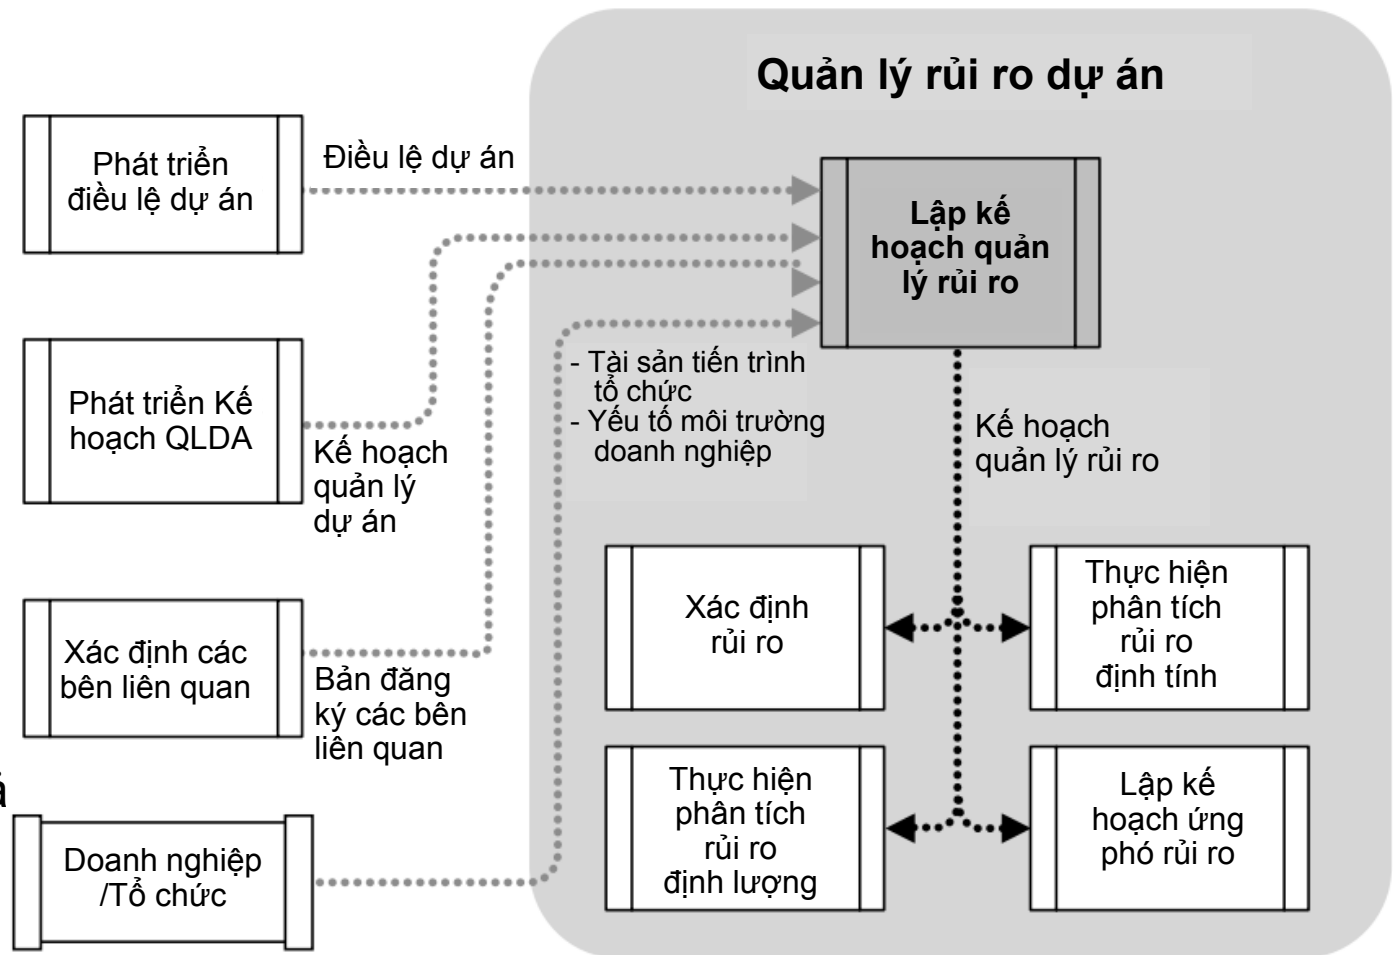 Quản lý rủi ro dự án
Phát triển
điều lệ dự án
Điều lệ dự án
Lập kế
hoạch quản
lý rủi ro
Phát triển Kế
hoạch QLDA
Kế hoạch
quản lý
dự án
- Tài sản tiến trình
tổ chức
- Yếu tố môi trường
doanh nghiệp
Kế hoạch
quản lý rủi ro
Xác định các
bên liên quan
Bản đăng
ký các bên
liên quan
Xác định
rủi ro
Thực hiện
phân tích
rủi ro
định tính
Doanh nghiệp
/Tổ chức
Thực hiện
phân tích
rủi ro
định lượng
Lập kế
hoạch ứng
phó rủi ro